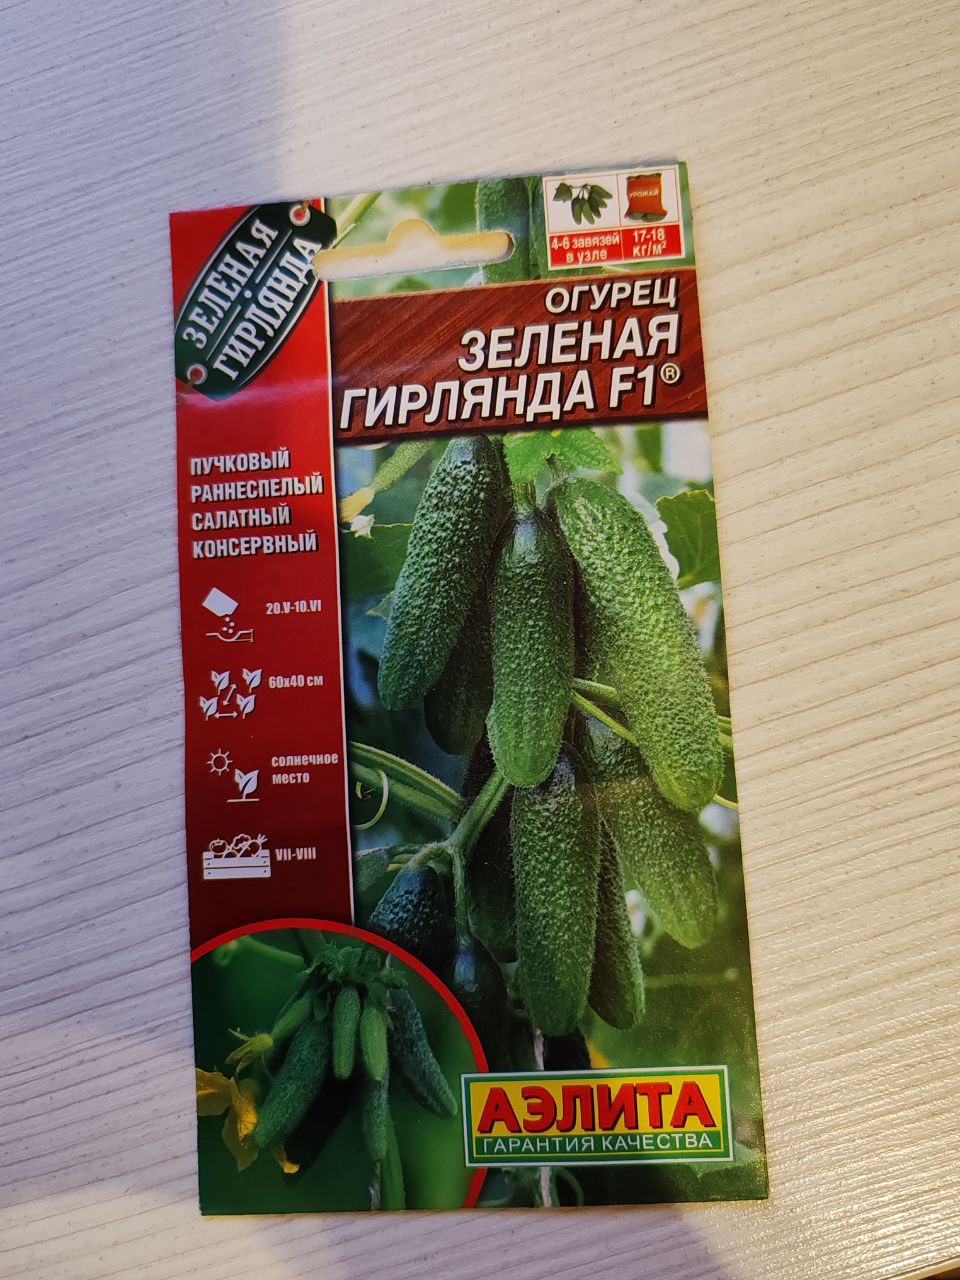 ЗЕЛЕНАЯ
ГИРЛЯНДА
УРОЖАЙ
4-6 завязей
в узле
17-18
кг/м²
ОГУРЕЦ
ЗЕЛЕНАЯ
ГИРЛЯНДА F1®
ПУЧКОВЫЙ
РАННЕСПЕЛЫЙ
САЛАТНЫЙ
КОНСЕРВНЫЙ
20.V-10.VI
60х40 см
солнечное
место
VII-VIII
АЭЛИТА
ГАРАНТИЯ КАЧЕСТВА